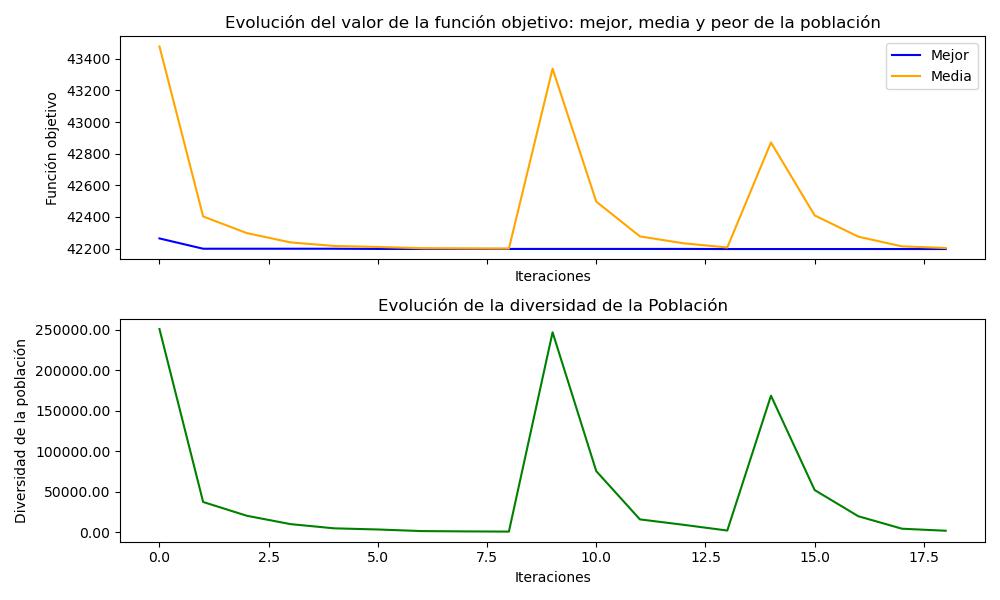 Evolución del valor de la función objetivo: mejor, media y peor de la población
Función objetivo
43400
43200
43000
42800
42600
42400
42200
Mejor
Media
Iteraciones
Evolución de la diversidad de la Población
Diversidad de la población
250000.00
200000.00
150000.00
100000.00
50000.00
0.00
0.0 2.5 5.0 7.5 10.0 12.5 15.0 17.5
Iteraciones